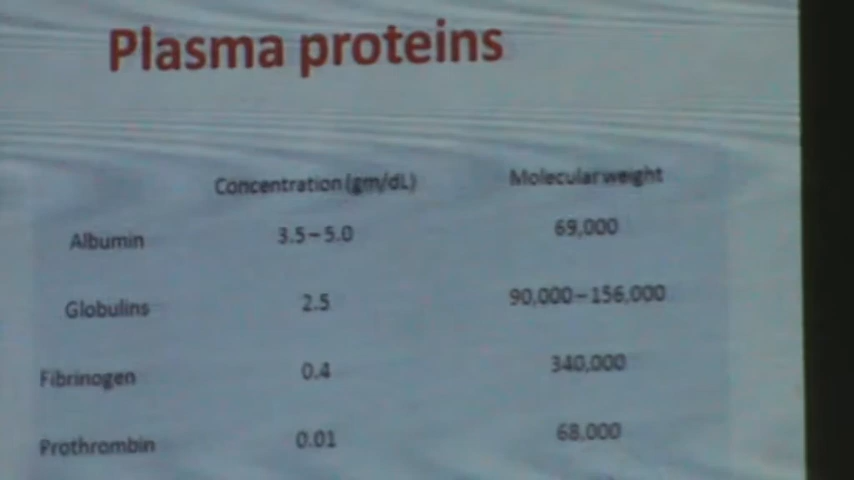 Plasma proteins
Concentration (gm/dL) Molecular weight
Albumin 3.5–5.0 69,000
Globulins 2.5 90,000–156,000
Fibrinogen 0.4 340,000
Prothrombin 0.01 68,000